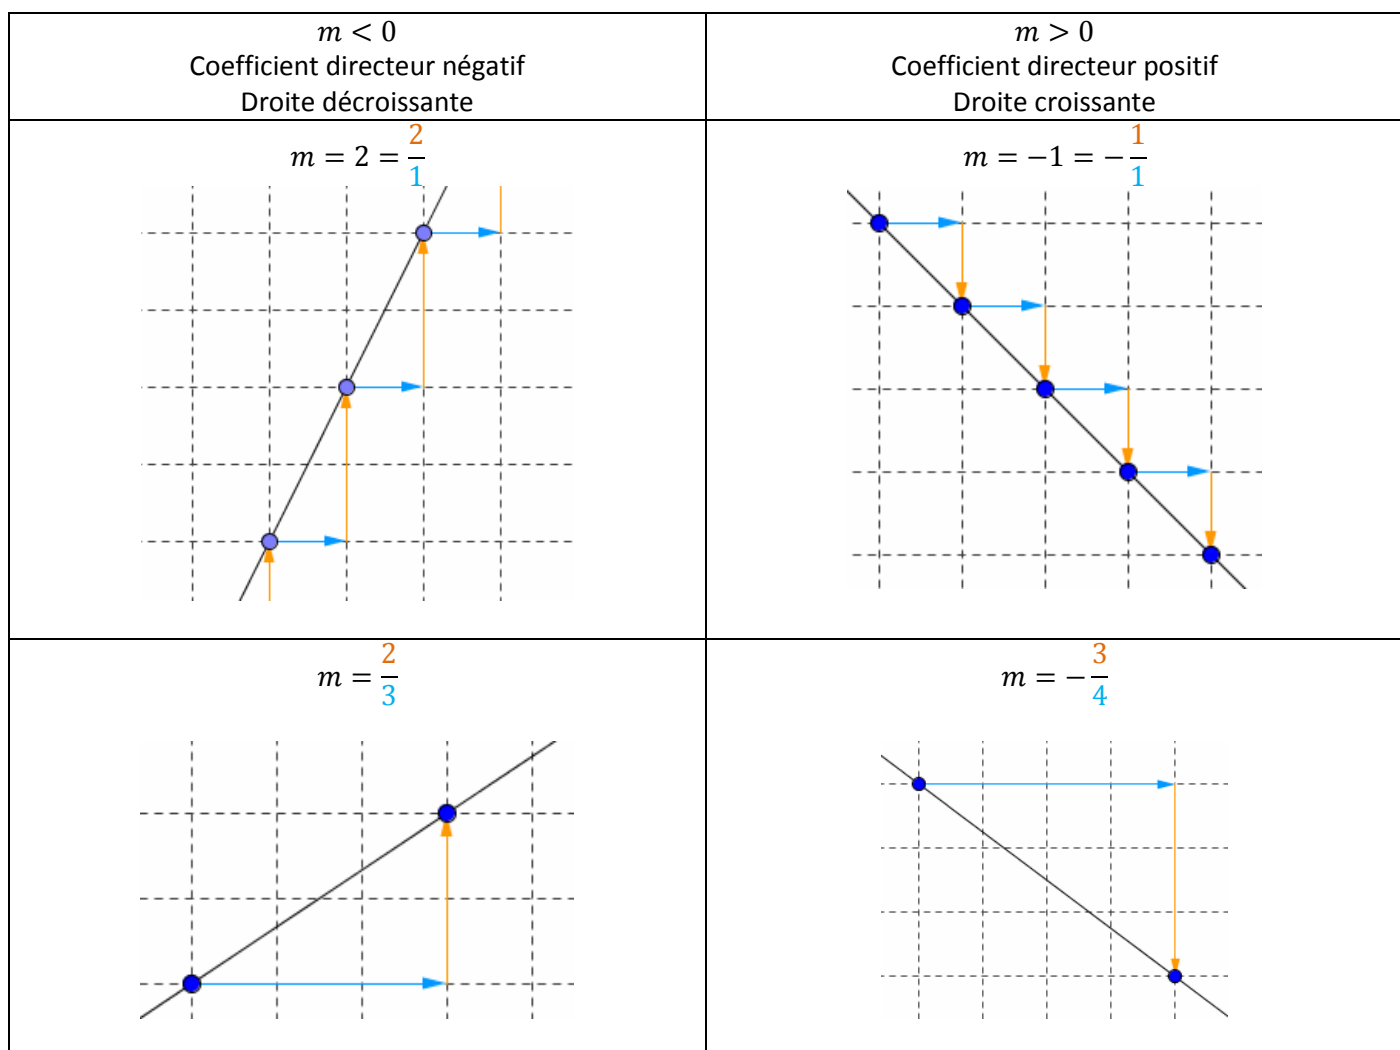 m < 0
Coefficient directeur négatif
Droite décroissante
m > 0
Coefficient directeur positif
Droite croissante
m = 2 = 2/1
m = −1 = −1/1
m = 2/3
m = −3/4